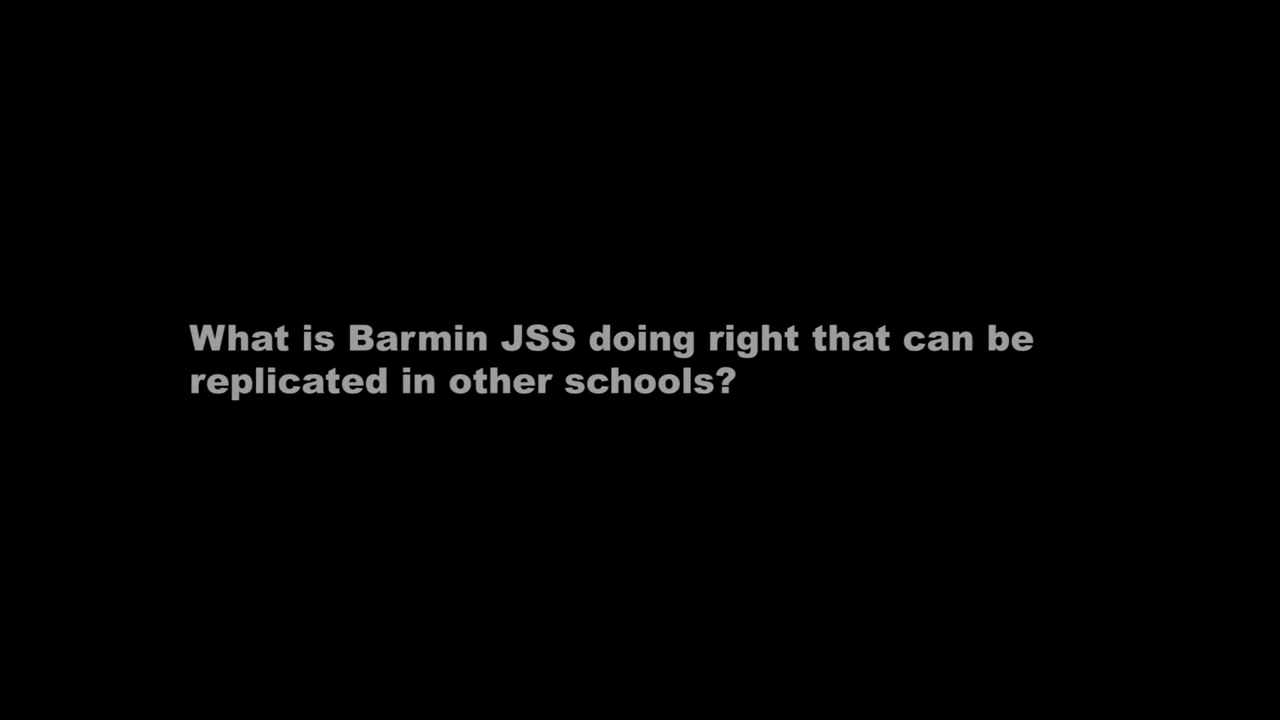 What is Barmin JSS doing right that can be
replicated in other schools?